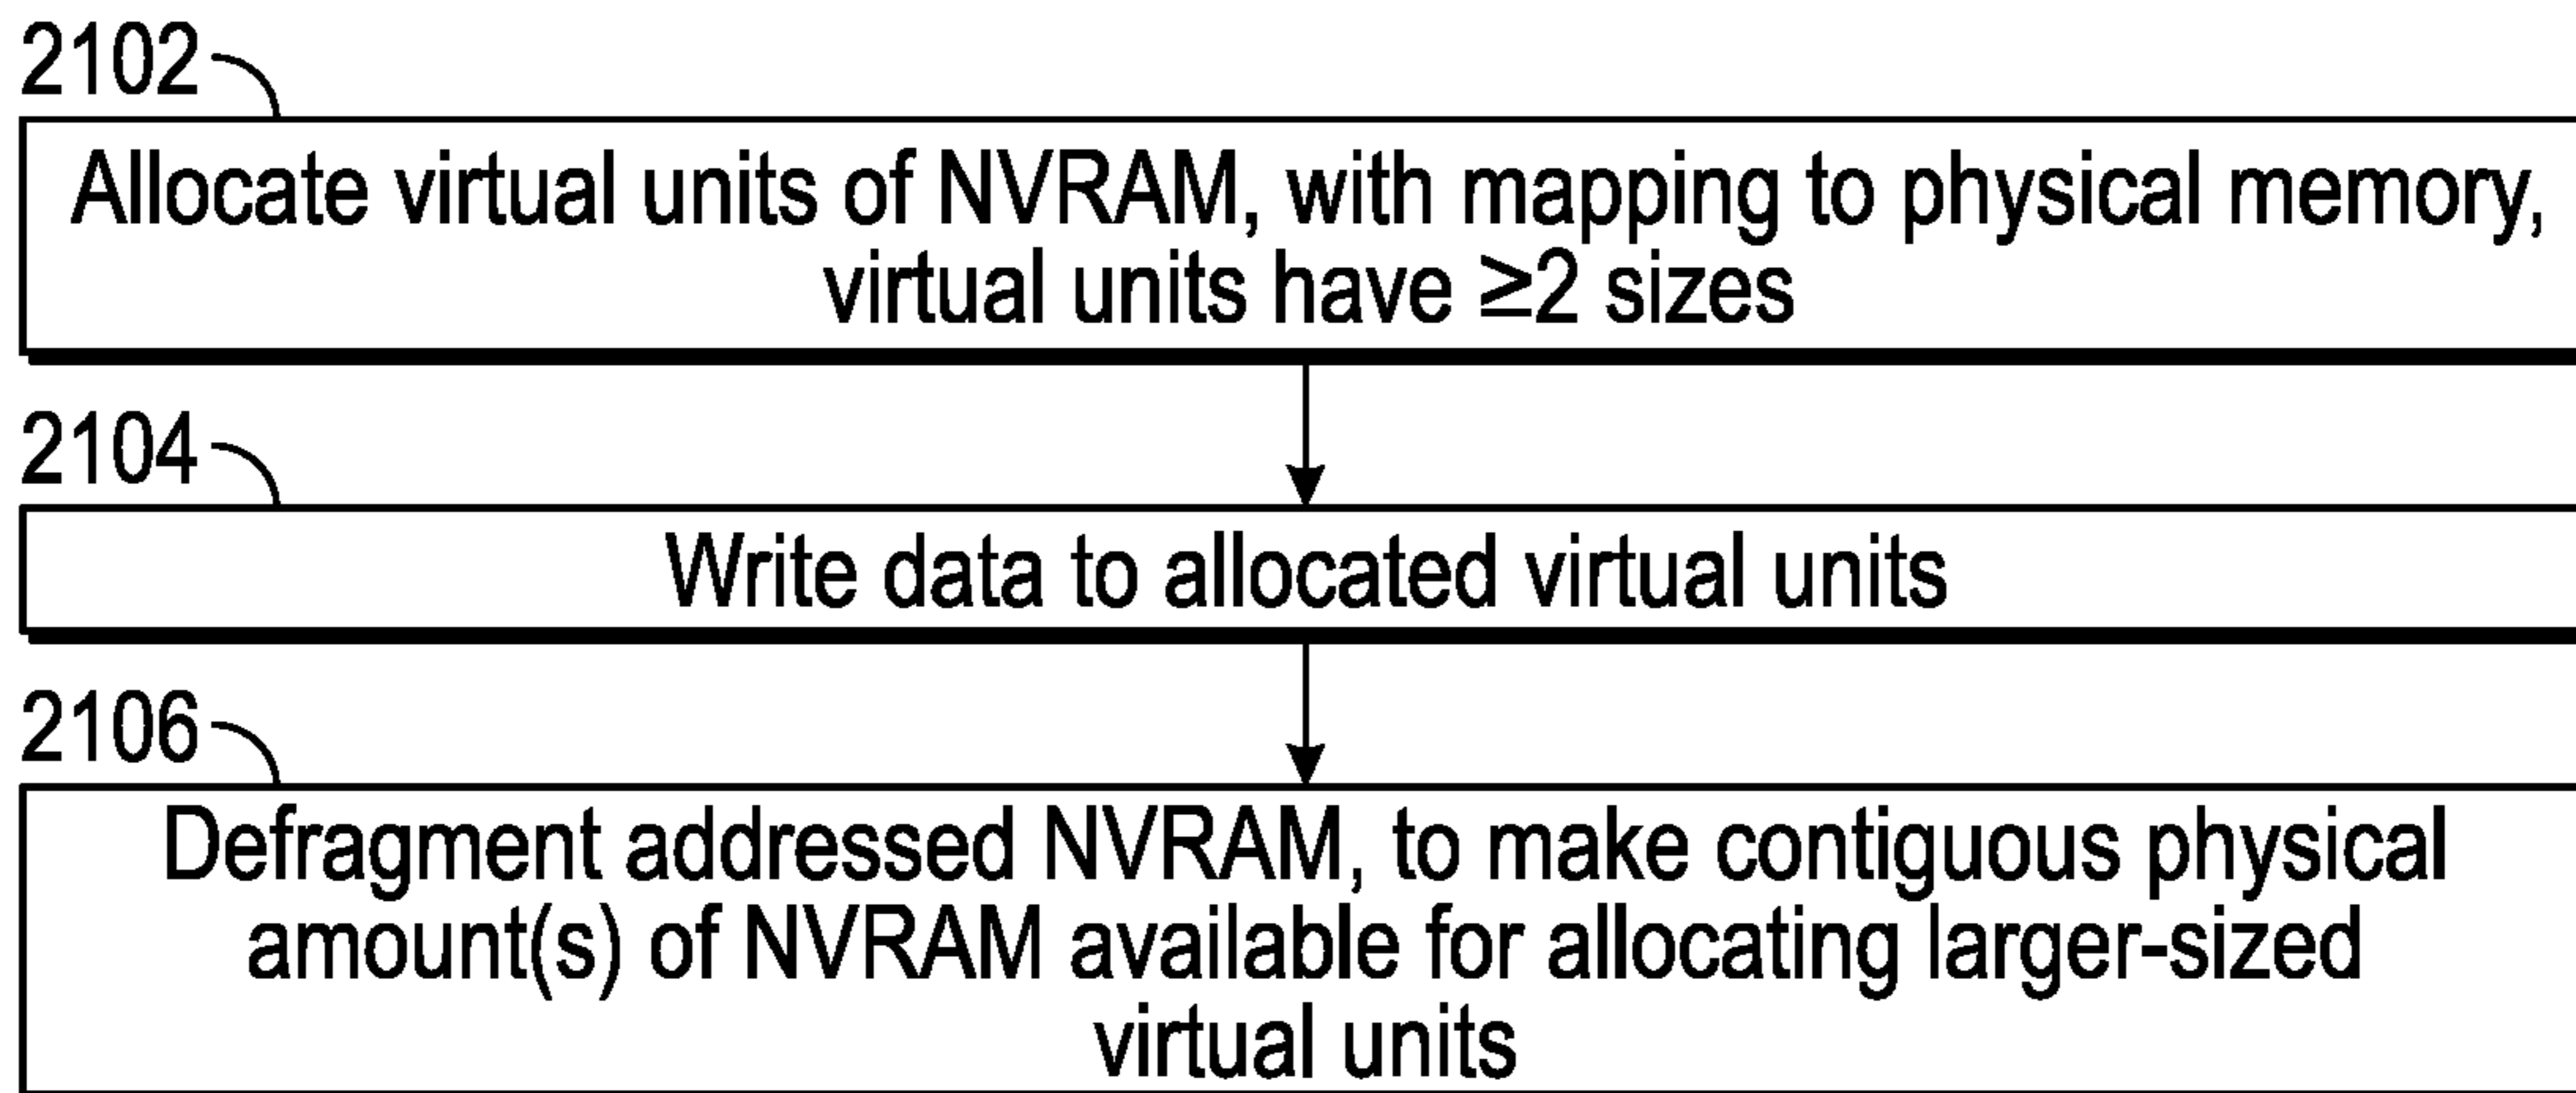 2102
Allocate virtual units of NVRAM, with mapping to physical memory,
virtual units have ≥2 sizes
2104
Write data to allocated virtual units
2106
Defragment addressed NVRAM, to make contiguous physical
amount(s) of NVRAM available for allocating larger-sized
virtual units